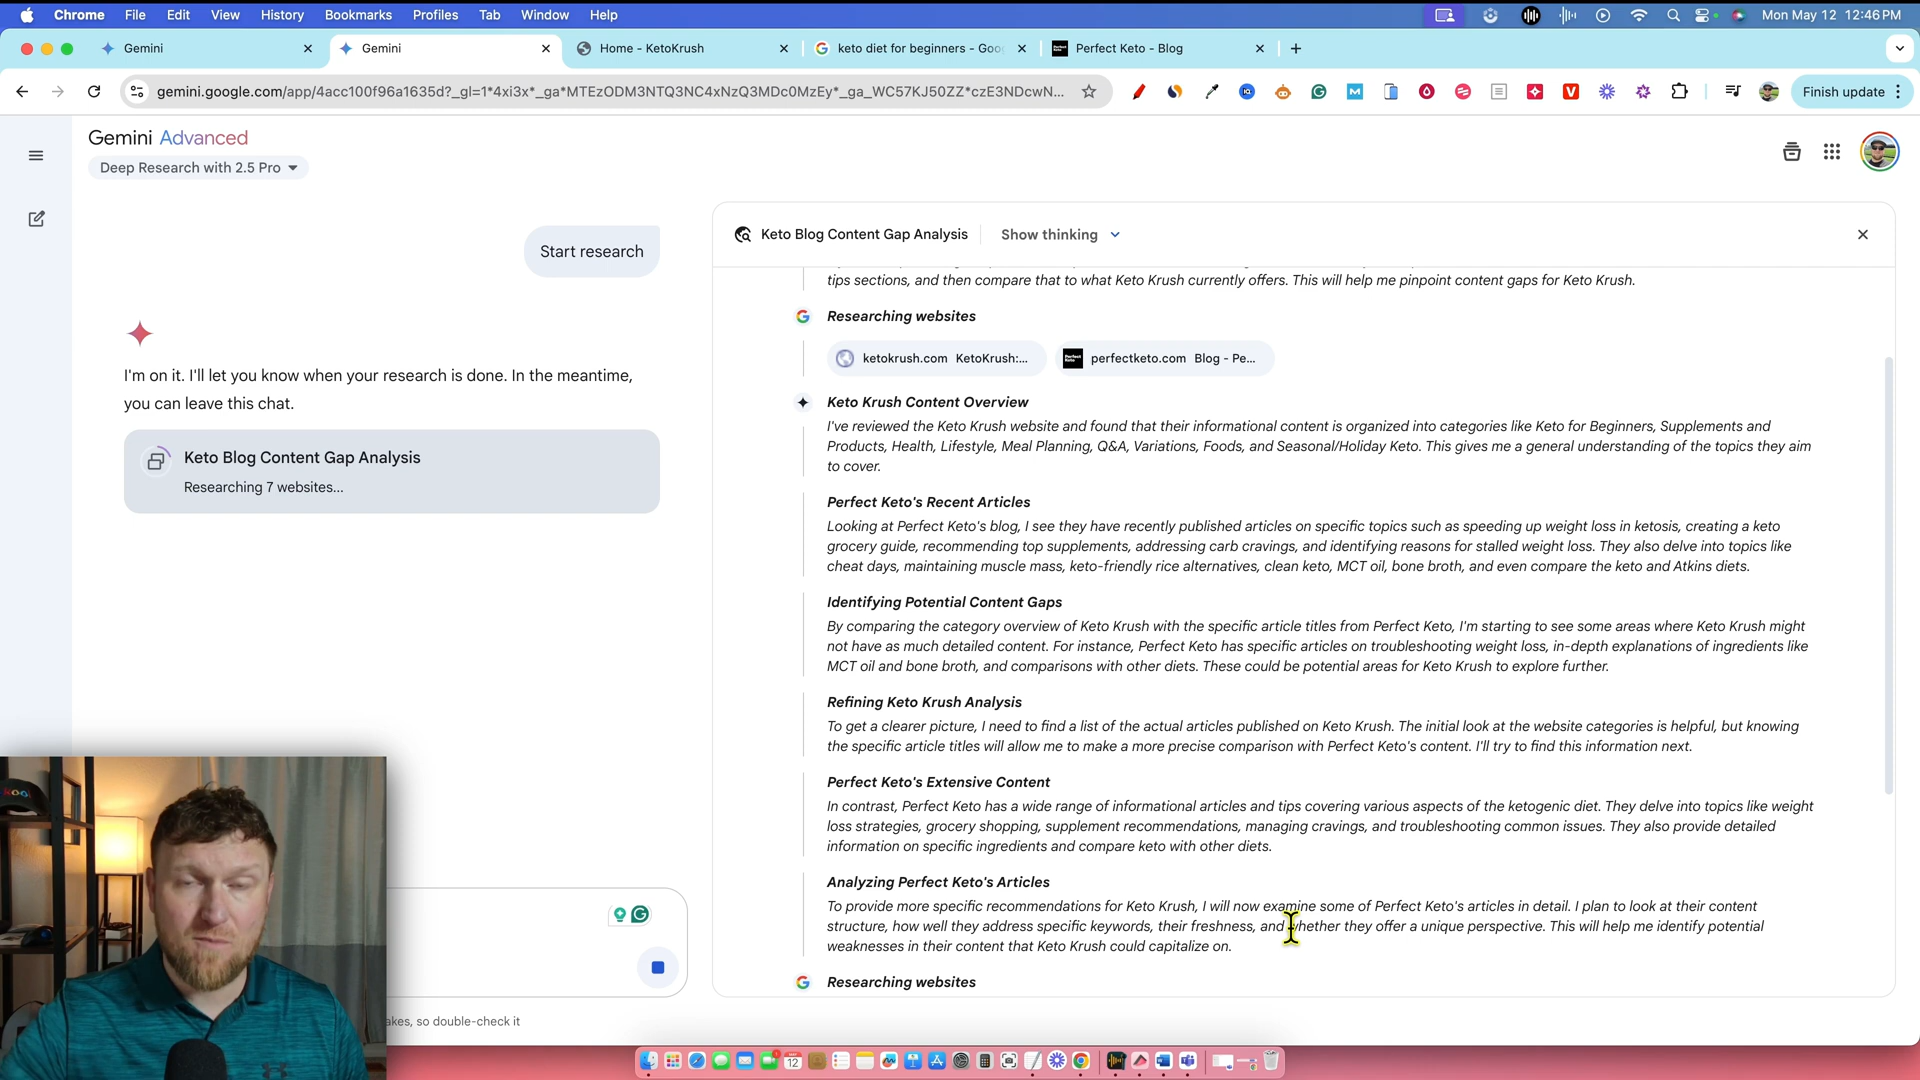 Chrome File Edit View History Bookmarks Profiles Tab Window Help
Mon May 12 12:46 PM
Gemini
Gemini
Home - KetoKrush
keto diet for beginners - Goo
Perfect Keto - Blog
gemini.google.com/app/4acc100f96a1635d?_gl=1*4xi3x*_ga*MTEzODM3NTQ3NC4xNzQ3MDc0MzEy*_ga_WC57KJ50ZZ*czE3NDcwN...
Finish update
Gemini Advanced
Deep Research with 2.5 Pro
Start research
I'm on it. I'll let you know when your research is done. In the meantime,
you can leave this chat.
Keto Blog Content Gap Analysis
Researching 7 websites...
akes, so double-check it
Keto Blog Content Gap Analysis
Show thinking
tips sections, and then compare that to what Keto Krush currently offers. This will help me pinpoint content gaps for Keto Krush.
Researching websites
ketokrush.com KetoKrush:...
perfectketo.com Blog - Pe...
Keto Krush Content Overview
I've reviewed the Keto Krush website and found that their informational content is organized into categories like Keto for Beginners, Supplements and
Products, Health, Lifestyle, Meal Planning, Q&A, Variations, Foods, and Seasonal/Holiday Keto. This gives me a general understanding of the topics they aim
to cover.
Perfect Keto's Recent Articles
Looking at Perfect Keto's blog, I see they have recently published articles on specific topics such as speeding up weight loss in ketosis, creating a keto
grocery guide, recommending top supplements, addressing carb cravings, and identifying reasons for stalled weight loss. They also delve into topics like
cheat days, maintaining muscle mass, keto-friendly rice alternatives, clean keto, MCT oil, bone broth, and even compare the keto and Atkins diets.
Identifying Potential Content Gaps
By comparing the category overview of Keto Krush with the specific article titles from Perfect Keto, I'm starting to see some areas where Keto Krush might
not have as much detailed content. For instance, Perfect Keto has specific articles on troubleshooting weight loss, in-depth explanations of ingredients like
MCT oil and bone broth, and comparisons with other diets. These could be potential areas for Keto Krush to explore further.
Refining Keto Krush Analysis
To get a clearer picture, I need to find a list of the actual articles published on Keto Krush. The initial look at the website categories is helpful, but knowing
the specific article titles will allow me to make a more precise comparison with Perfect Keto's content. I'll try to find this information next.
Perfect Keto's Extensive Content
In contrast, Perfect Keto has a wide range of informational articles and tips covering various aspects of the ketogenic diet. They delve into topics like weight
loss strategies, grocery shopping, supplement recommendations, managing cravings, and troubleshooting common issues. They also provide detailed
information on specific ingredients and compare keto with other diets.
Analyzing Perfect Keto's Articles
To provide more specific recommendations for Keto Krush, I will now examine some of Perfect Keto's articles in detail. I plan to look at their content
structure, how well they address specific keywords, their freshness, and whether they offer a unique perspective. This will help me identify potential
weaknesses in their content that Keto Krush could capitalize on.
Researching websites